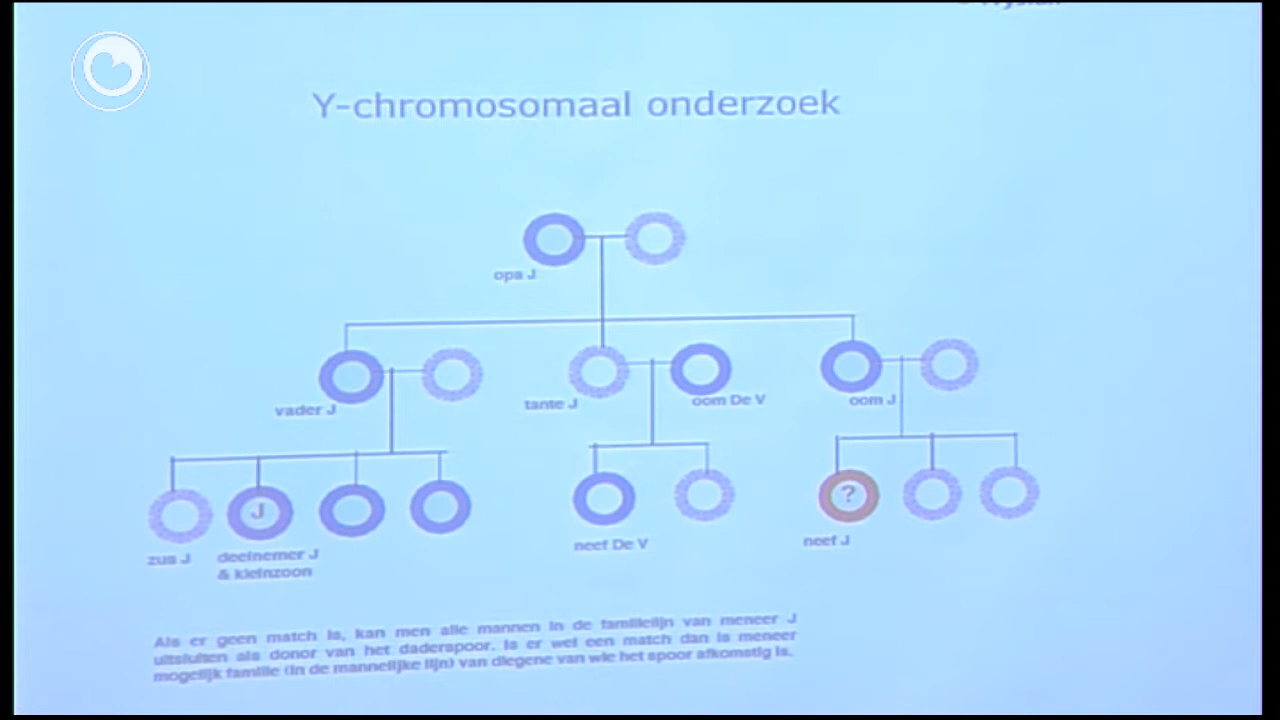 Y-chromosomaal onderzoek
opa J
vader J
tante J
oom De V
oom J
J
?
zus J
deelnemer J
& kleinzoon
neef De V
neef J
Als er geen match is, kan men alle mannen in de familielijn van meneer J
uitsluiten als donor van het daderspoor. Is er wel een match dan is meneer
mogelijk familie (in de mannelijke lijn) van diegene van wie het spoor afkomstig is.